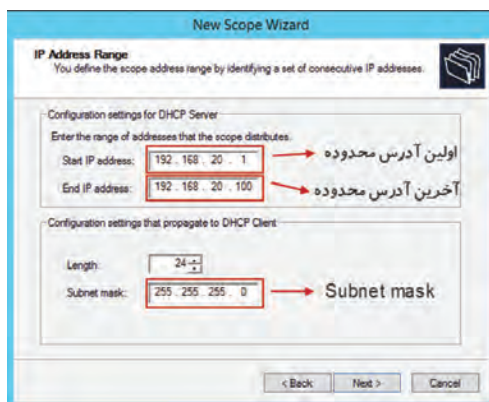 New Scope Wizard
IP Address Range
You define the scope address range by identifying a set of consecutive IP addresses.
Configuration settings for DHCP Server
Enter the range of addresses that the scope distributes.
Start IP address: 192 . 168 . 20 . 1 اولین آدرس محدوده
End IP address: 192 . 168 . 20 . 100 آخرین آدرس محدوده
Configuration settings that propagate to DHCP Client
Length: 24
Subnet mask: 255 . 255 . 255 . 0 Subnet mask
< Back Next > Cancel